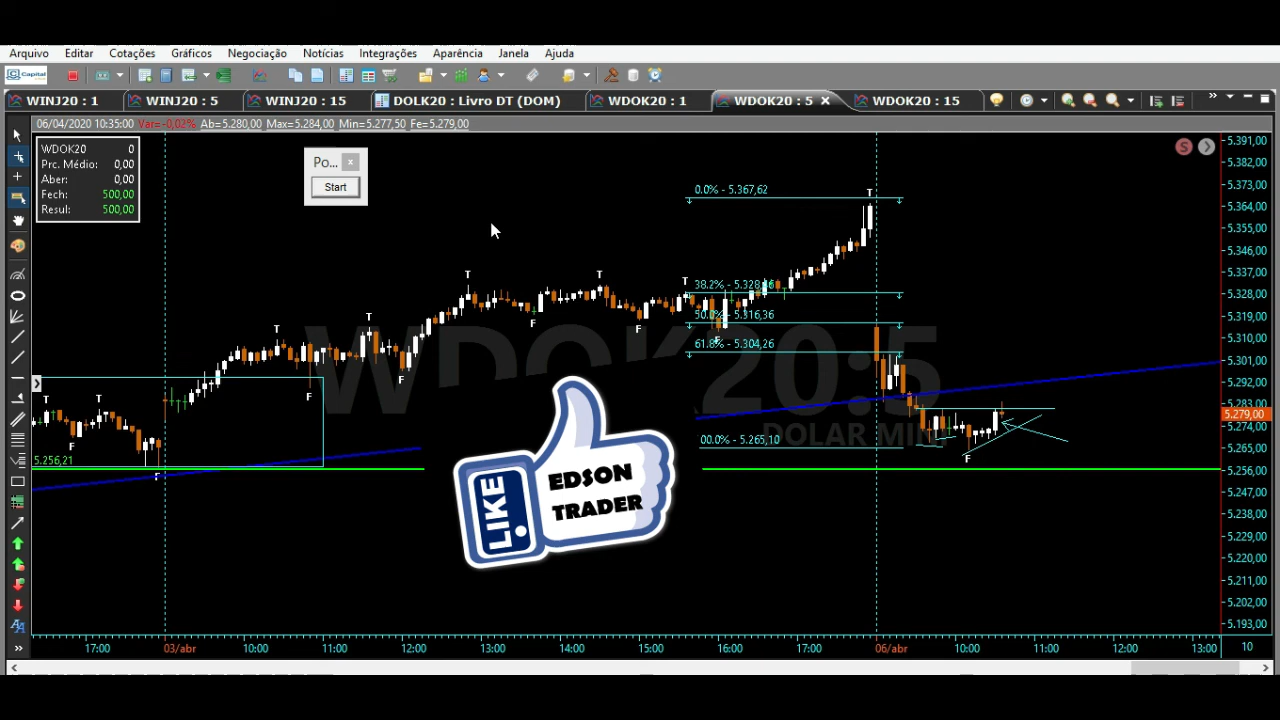 Arquivo Editar Cotações Gráficos Negociação Notícias Integrações Aparência Janela Ajuda
Capital
WINJ20 : 1 WINJ20 : 5 WINJ20 : 15 DOLK20 : Livro DT (DOM) WDOK20 : 1 WDOK20 : 5 x WDOK20 : 15
06/04/2020 10:35:00 Var=-0,02% Ab=5.280,00 Max=5.284,00 Min=5.277,50 Fe=5.279,00
WDOK20 0
Prc. Médio: 0,00
Aber: 0,00
Fech: 500,00
Resul: 500,00
Po... x
Start
S
0.0% - 5.367,62
38.2% - 5.328,
50.0% - 5.316,36
61.8% - 5.304,26
00.0% - 5.265,10
5.256,21
WDOK20:5
DOLAR MINI
T T T T T T T T
F F F F F F F
LIKE
EDSON
TRADER
5.391,00
5.382,00
5.373,00
5.364,00
5.355,00
5.346,00
5.337,00
5.328,00
5.319,00
5.310,00
5.301,00
5.292,00
5.283,00
5.279,00
5.265,00
5.256,00
5.247,00
5.238,00
5.229,00
5.220,00
5.211,00
5.202,00
5.193,00
17:00 03/abr 10:00 11:00 12:00 13:00 14:00 15:00 16:00 17:00 06/abr 10:00 11:00 12:00 13:00 10